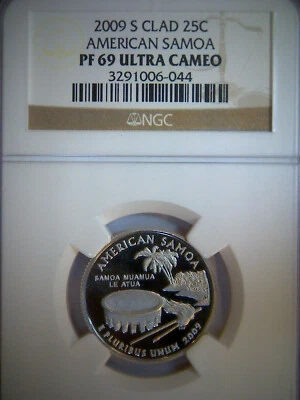 2009 S CLAD 25C
AMERICAN SAMOA
PF 69 ULTRA CAMEO
3291006-044
NGC
AMERICAN SAMOA
SAMOA MUAMUA
LE ATUA
E PLURIBUS UNUM 2009